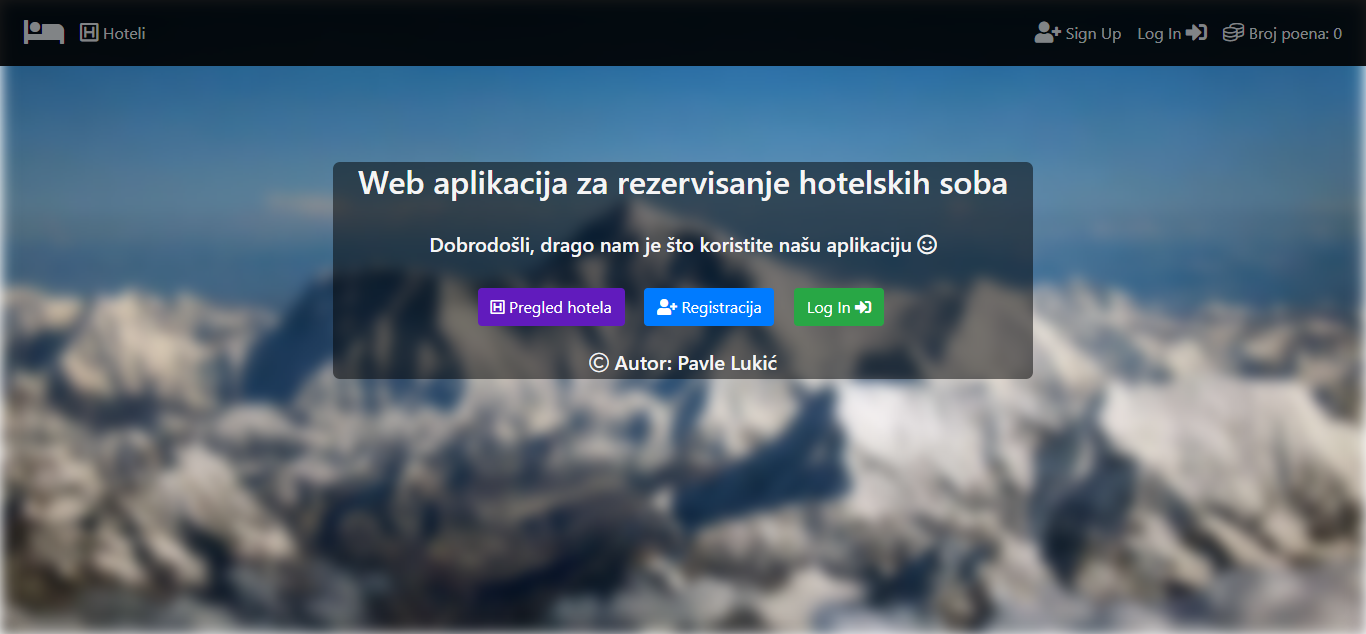 Hoteli Sign Up Log In Broj poena: 0
Web aplikacija za rezervisanje hotelskih soba
Dobrodošli, drago nam je što koristite našu aplikaciju
Pregled hotela Registracija Log In
© Autor: Pavle Lukić